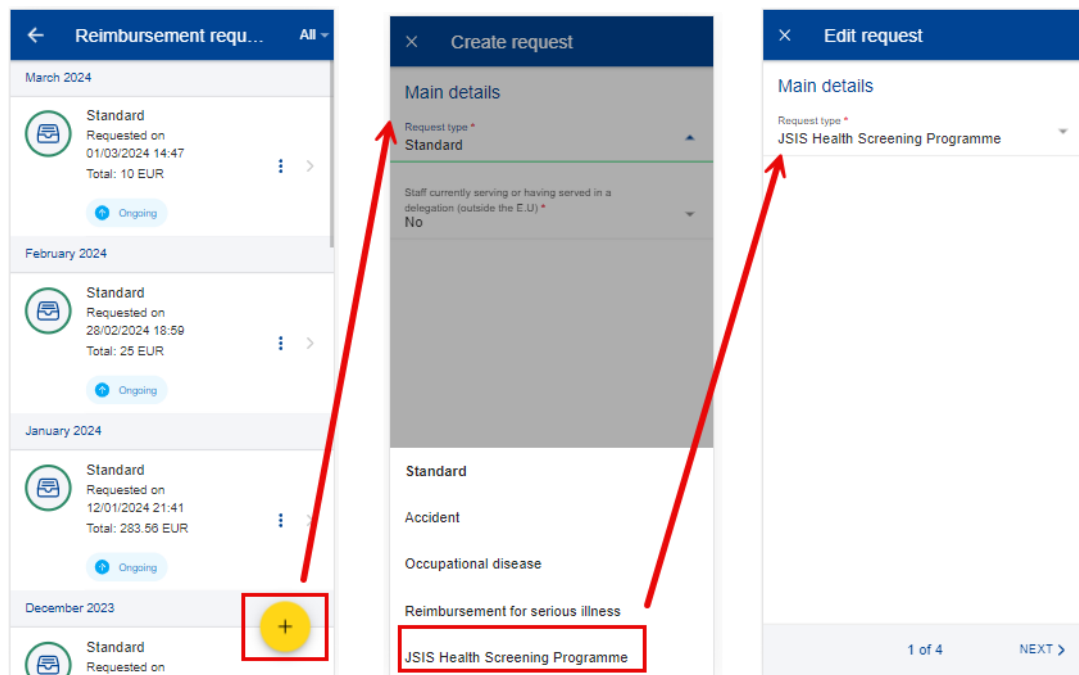 Reimbursement requ...
All
March 2024
Standard
Requested on
01/03/2024 14:47
Total: 10 EUR
Ongoing
February 2024
Standard
Requested on
28/02/2024 18:59
Total: 25 EUR
Ongoing
January 2024
Standard
Requested on
12/01/2024 21:41
Total: 283.56 EUR
Ongoing
December 2023
+
Standard
Requested on
Create request
Main details
Request type *
Standard
Staff currently serving or having served in a
delegation (outside the E.U) *
No
Standard
Accident
Occupational disease
Reimbursement for serious illness
JSIS Health Screening Programme
Edit request
Main details
Request type *
JSIS Health Screening Programme
1 of 4
NEXT